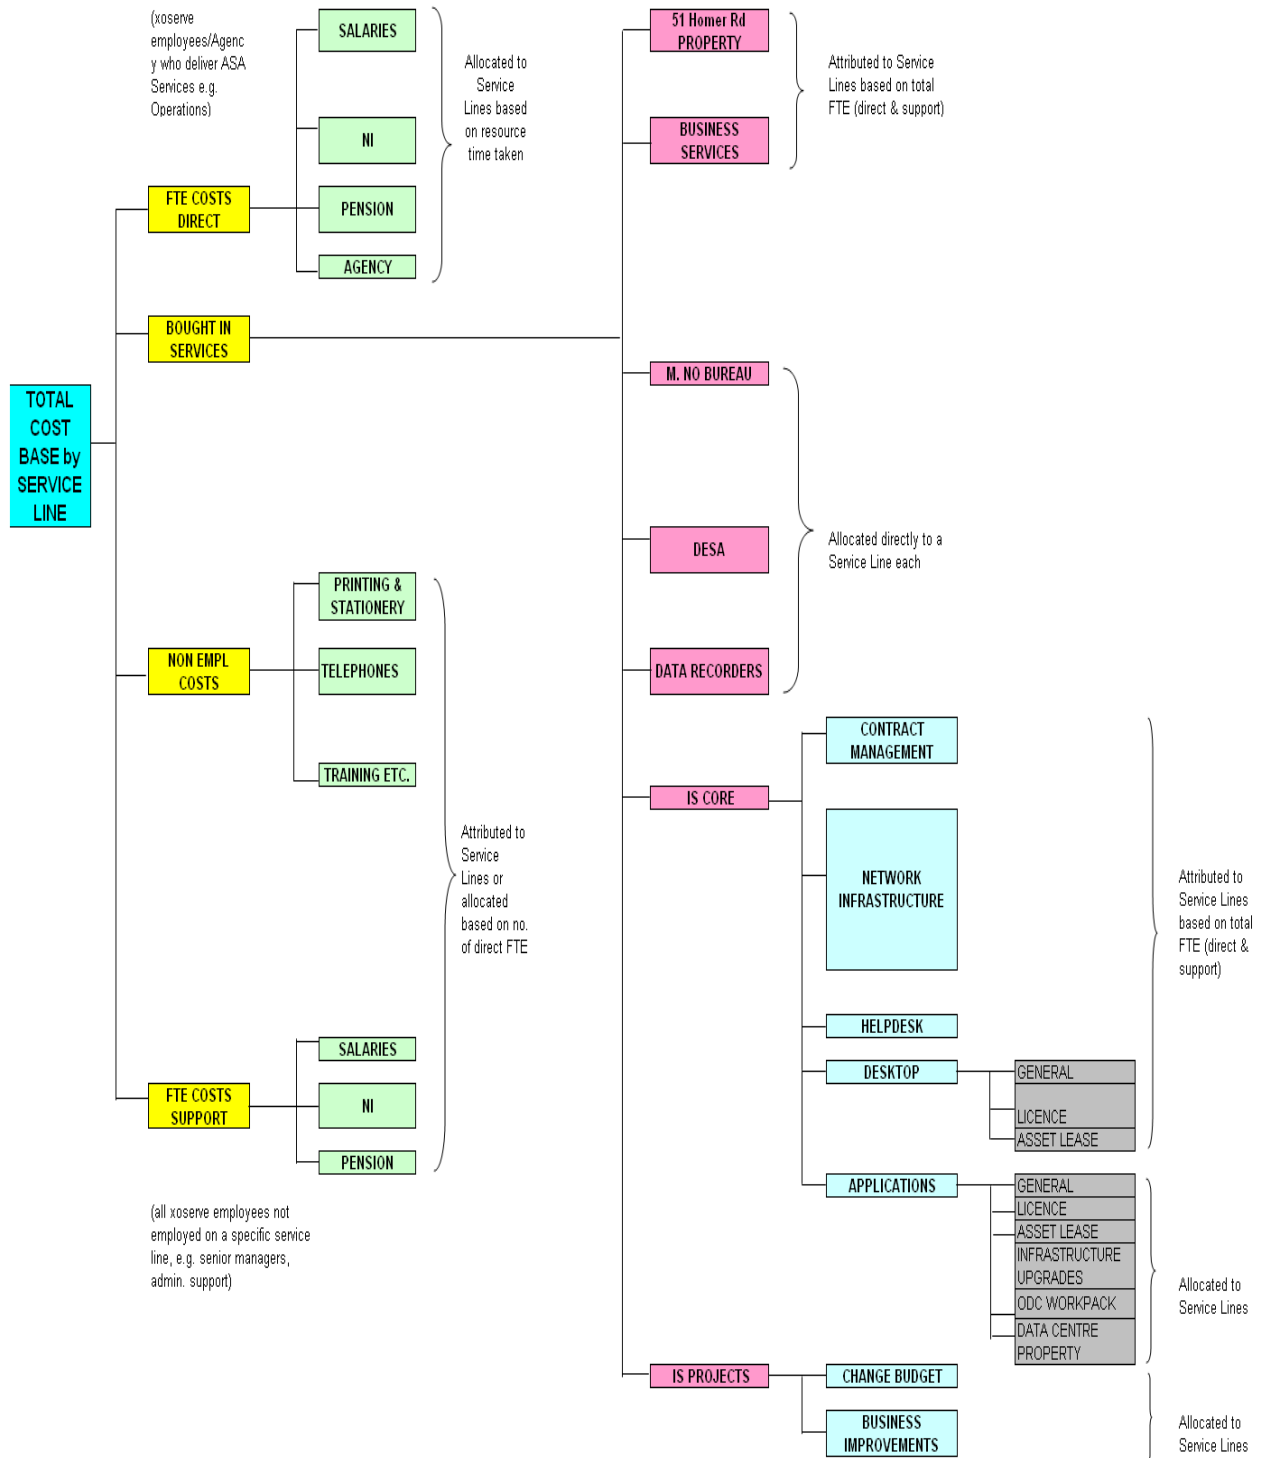 (xoserve
employees/Agenc
y who deliver ASA
Services e.g.
Operations)
SALARIES
NI
PENSION
AGENCY
Allocated to
Service
Lines based
on resource
time taken
FTE COSTS
DIRECT
BOUGHT IN
SERVICES
TOTAL
COST
BASE by
SERVICE
LINE
NON EMPL
COSTS
PRINTING &
STATIONERY
TELEPHONES
TRAINING ETC.
Attributed to
Service
Lines or
allocated
based on no.
of direct FTE
FTE COSTS
SUPPORT
SALARIES
NI
PENSION
(all xoserve employees not
employed on a specific service
line, e.g. senior managers,
admin. support)
51 Homer Rd
PROPERTY
BUSINESS
SERVICES
Attributed to Service
Lines based on total
FTE (direct & support)
M. NO BUREAU
DESA
DATA RECORDERS
Allocated directly to a
Service Line each
IS CORE
CONTRACT
MANAGEMENT
NETWORK
INFRASTRUCTURE
HELPDESK
DESKTOP
GENERAL
LICENCE
ASSET LEASE
Attributed to
Service Lines
based on total
FTE (direct &
support)
APPLICATIONS
GENERAL
LICENCE
ASSET LEASE
INFRASTRUCTURE
UPGRADES
ODC WORKPACK
DATA CENTRE
PROPERTY
Allocated to
Service Lines
IS PROJECTS
CHANGE BUDGET
BUSINESS
IMPROVEMENTS
Allocated to
Service Lines